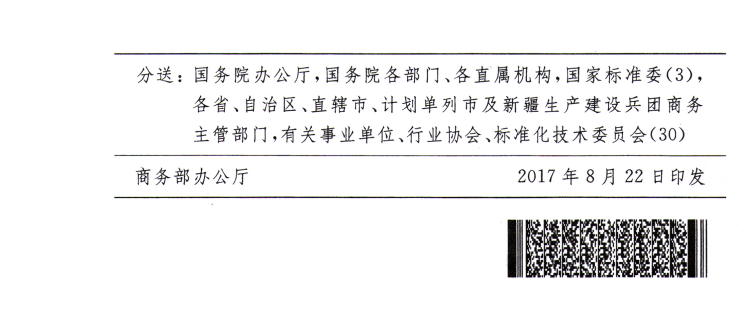 分送：国务院办公厅，国务院各部门、各直属机构，国家标准委(3)，
各省、自治区、直辖市、计划单列市及新疆生产建设兵团商务
主管部门，有关事业单位、行业协会、标准化技术委员会(30)
商务部办公厅 2017年8月22日印发